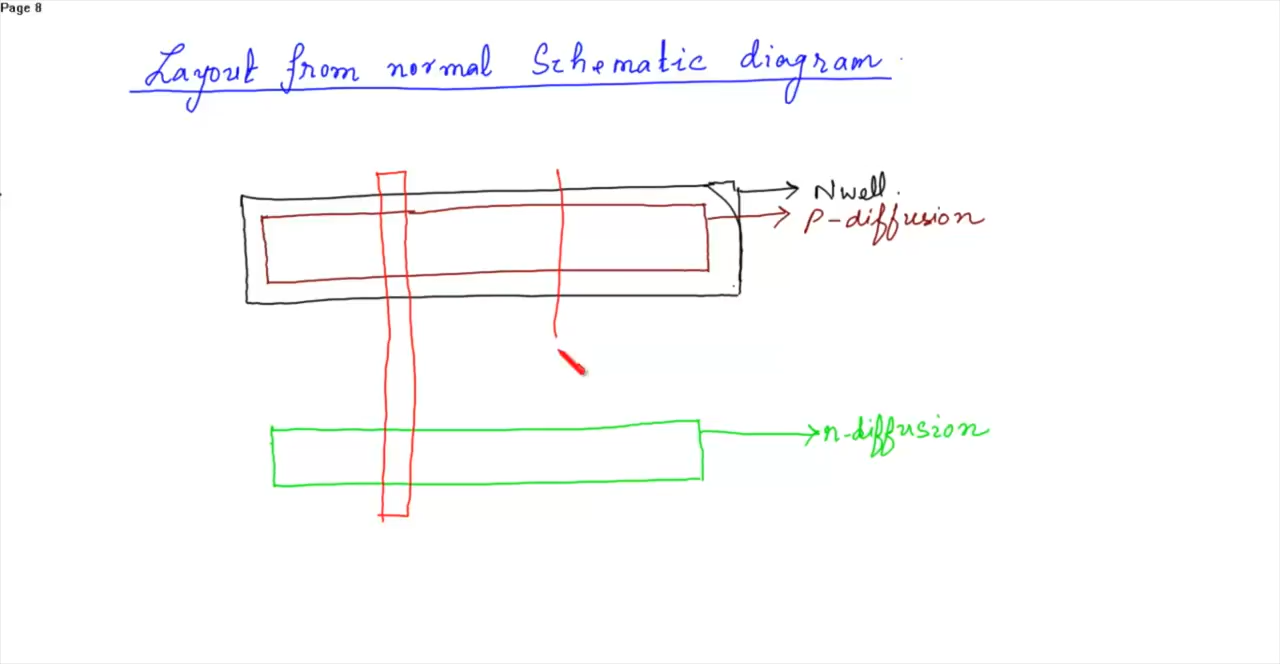 Page 8
Layout from normal Schematic diagram
Nwell.
P-diffusion
n-diffusion